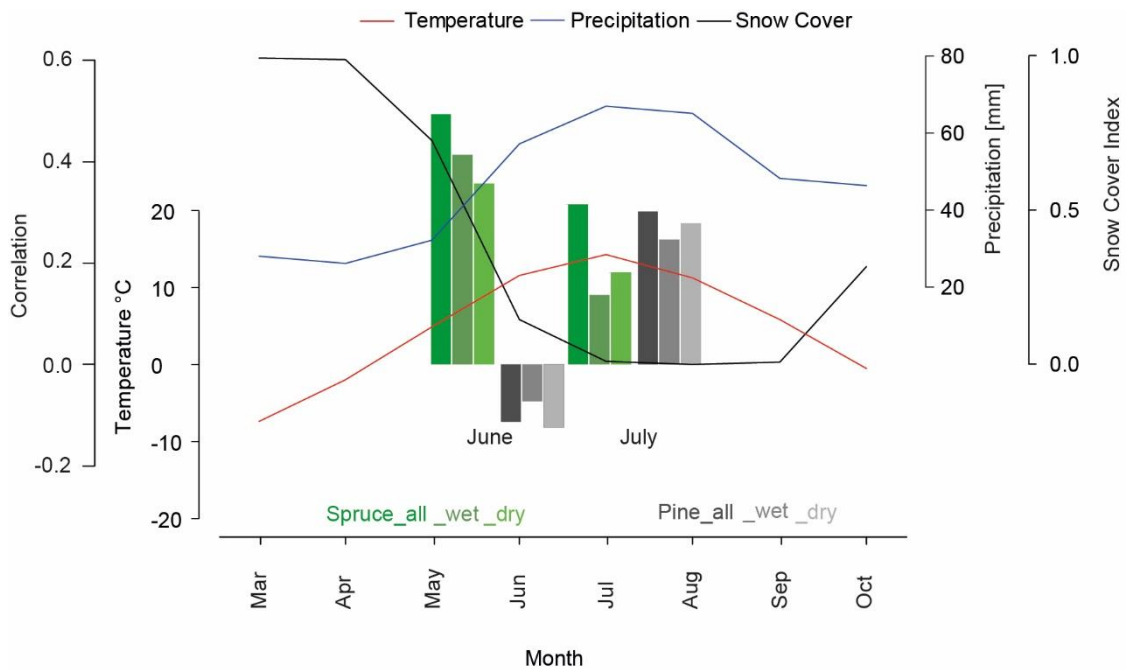 Temperature Precipitation Snow Cover
Correlation
0.6
0.4
0.2
0.0
-0.2
Temperature °C
20
10
0
-10
-20
Precipitation [mm]
80
60
40
20
Snow Cover Index
1.0
0.5
0.0
June July
Spruce_all _wet _dry Pine_all _wet _dry
Mar Apr May Jun Jul Aug Sep Oct
Month